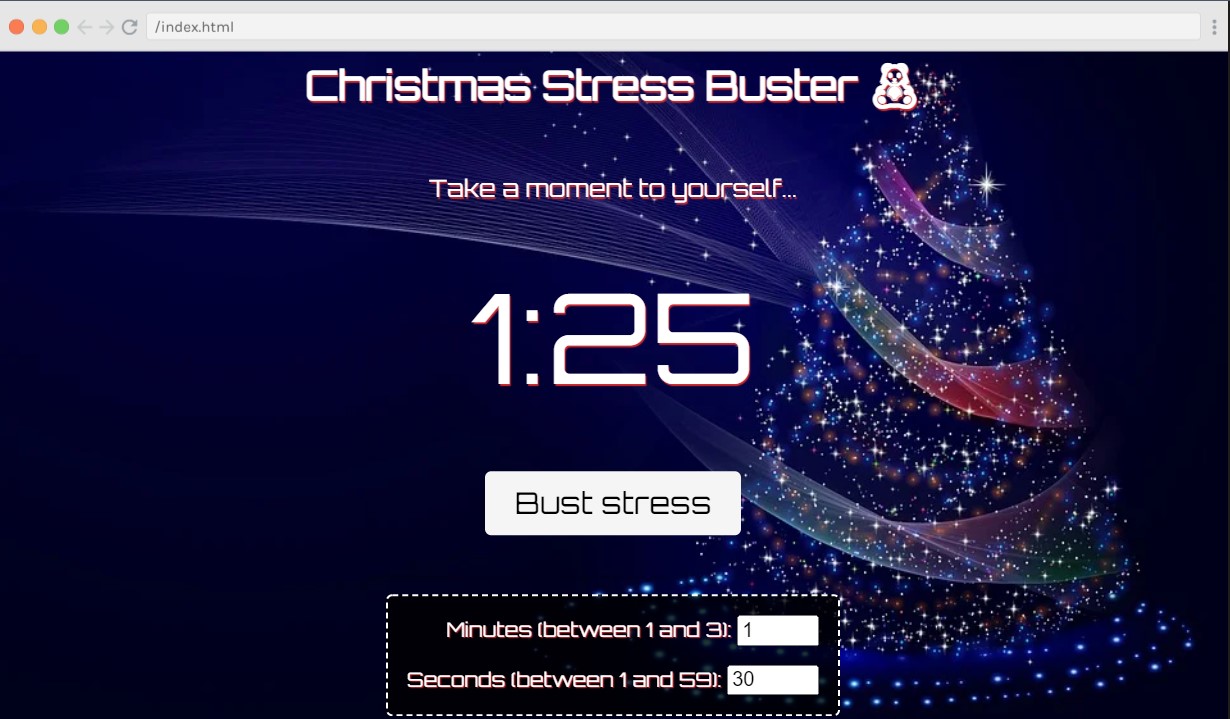 /index.html
Christmas Stress Buster
Take a moment to yourself...
1:25
Bust stress
Minutes (between 1 and 3): 1
Seconds (between 1 and 59): 30